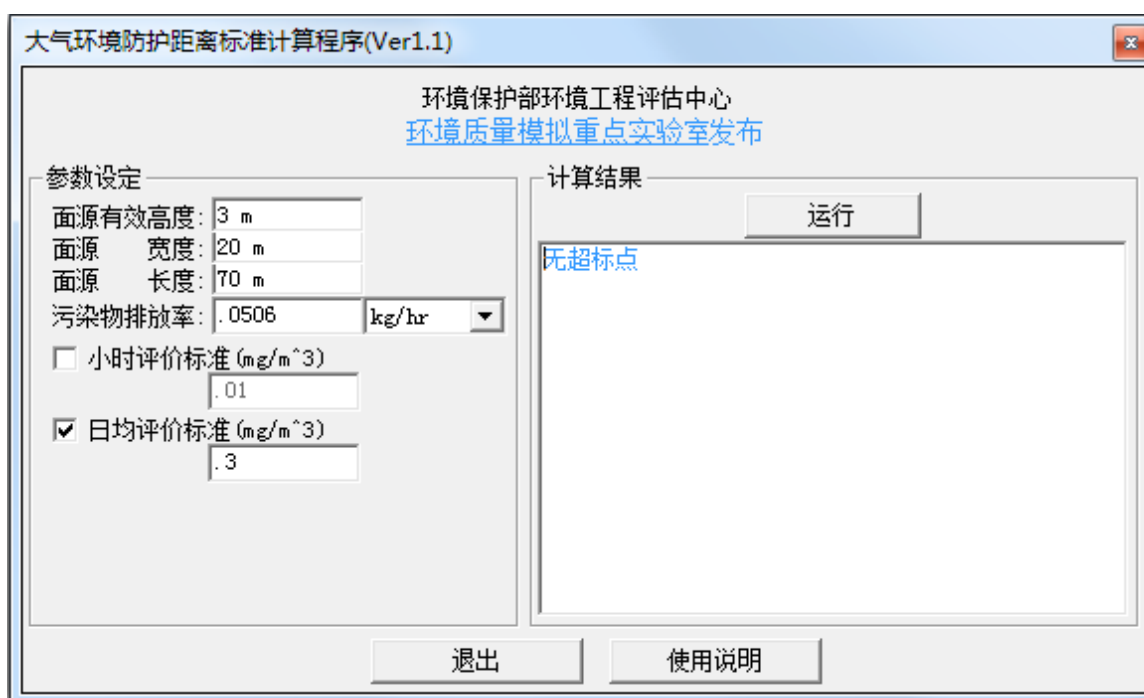 大气环境防护距离标准计算程序(Ver1.1)
环境保护部环境工程评估中心
环境质量模拟重点实验室发布
参数设定
面源有效高度: 3 m
面源 宽度: 20 m
面源 长度: 70 m
污染物排放率: .0506 kg/hr
小时评价标准(mg/m^3)
.01
日均评价标准(mg/m^3)
.3
计算结果
运行
无超标点
退出
使用说明